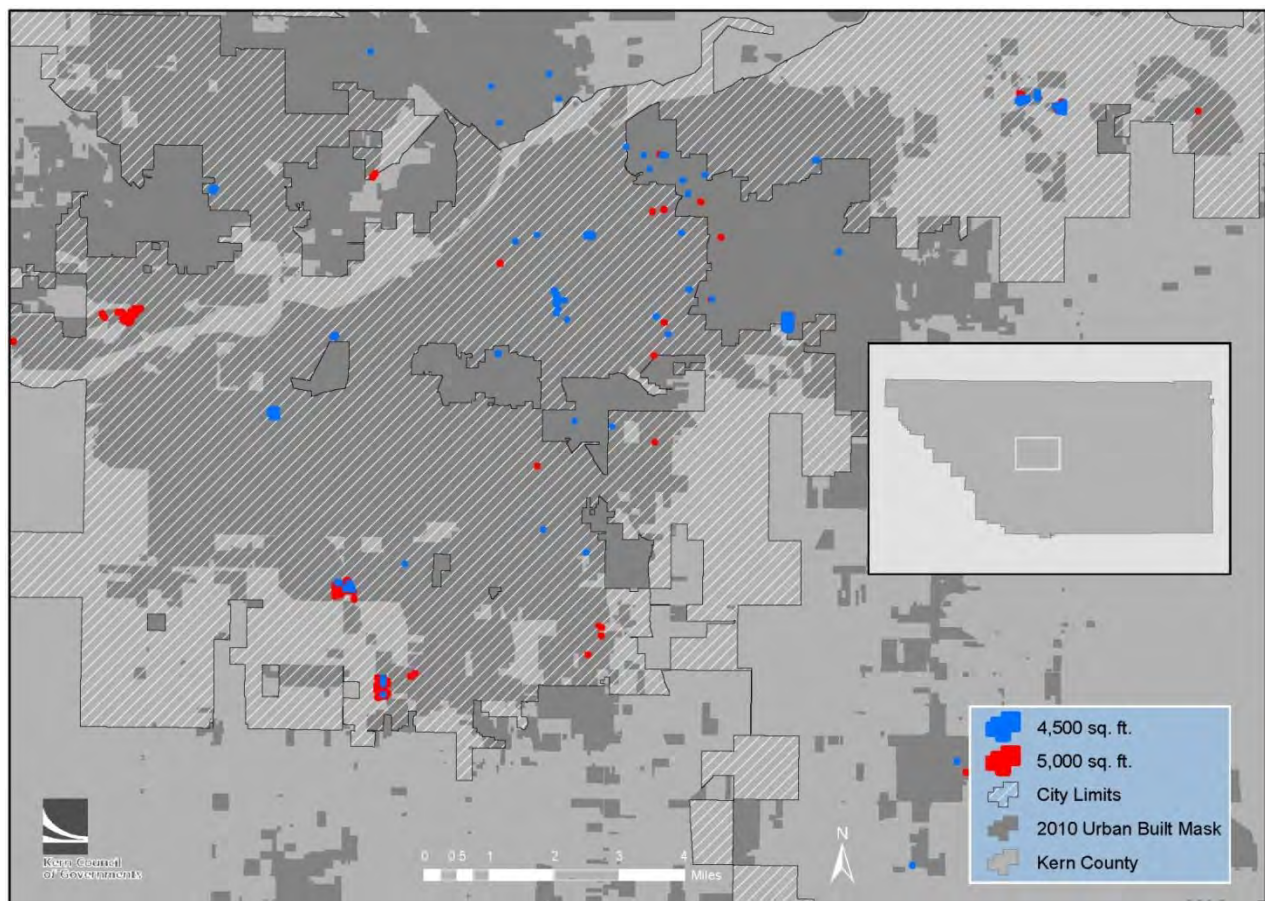 4,500 sq. ft.
5,000 sq. ft.
City Limits
2010 Urban Built Mask
Kern County
Kern Council
of Governments
0 0.5 1 2 3 4
Miles
N